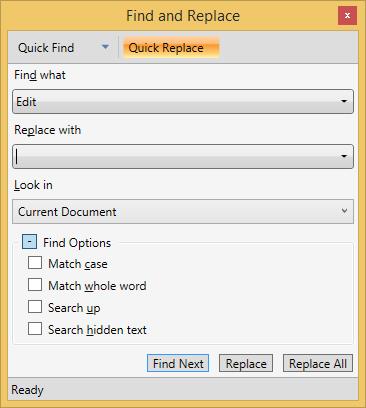 Find and Replace
Quick Find Quick Replace
Find what
Edit
Replace with
Look in
Current Document
Find Options
Match case
Match whole word
Search up
Search hidden text
Find Next Replace Replace All
Ready